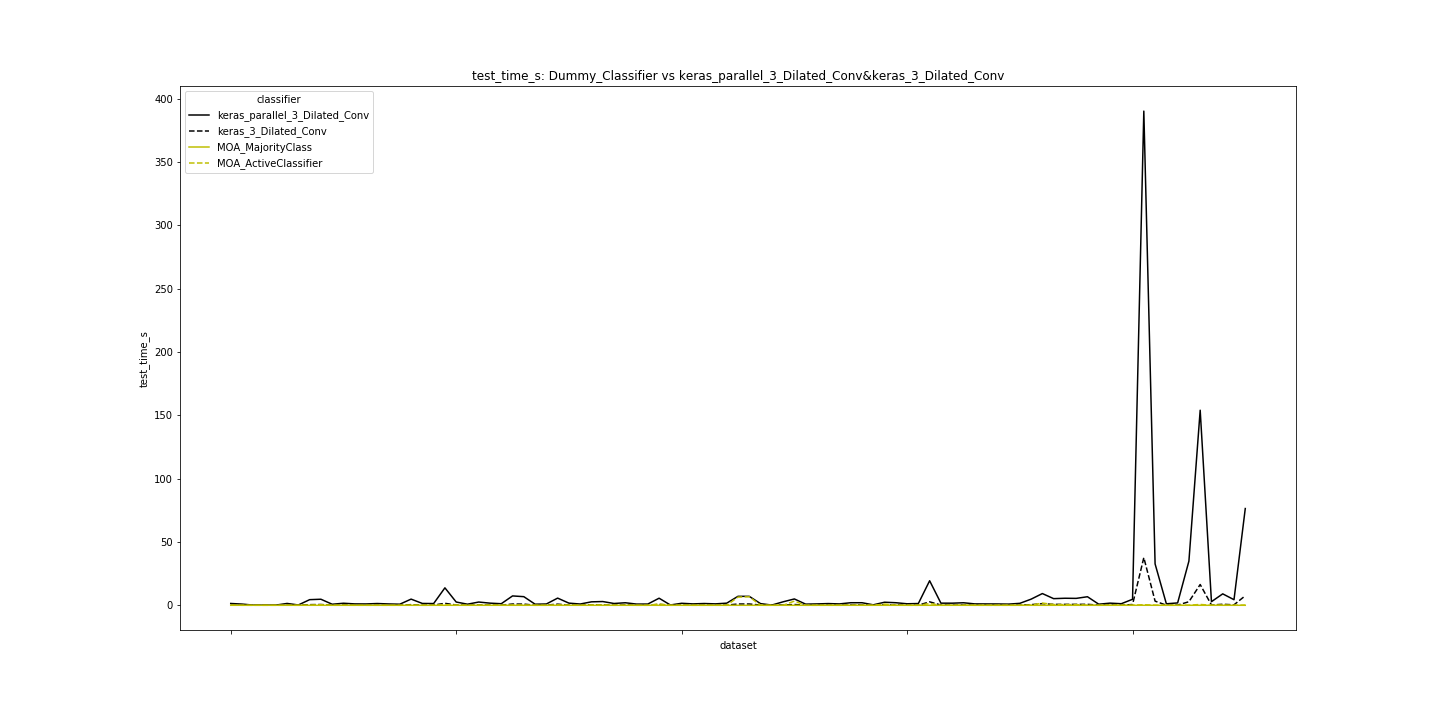 test_time_s: Dummy_Classifier vs keras_parallel_3_Dilated_Conv&keras_3_Dilated_Conv
classifier
keras_parallel_3_Dilated_Conv
keras_3_Dilated_Conv
MOA_MajorityClass
MOA_ActiveClassifier
400
350
300
250
200
150
100
50
0
test_time_s
dataset